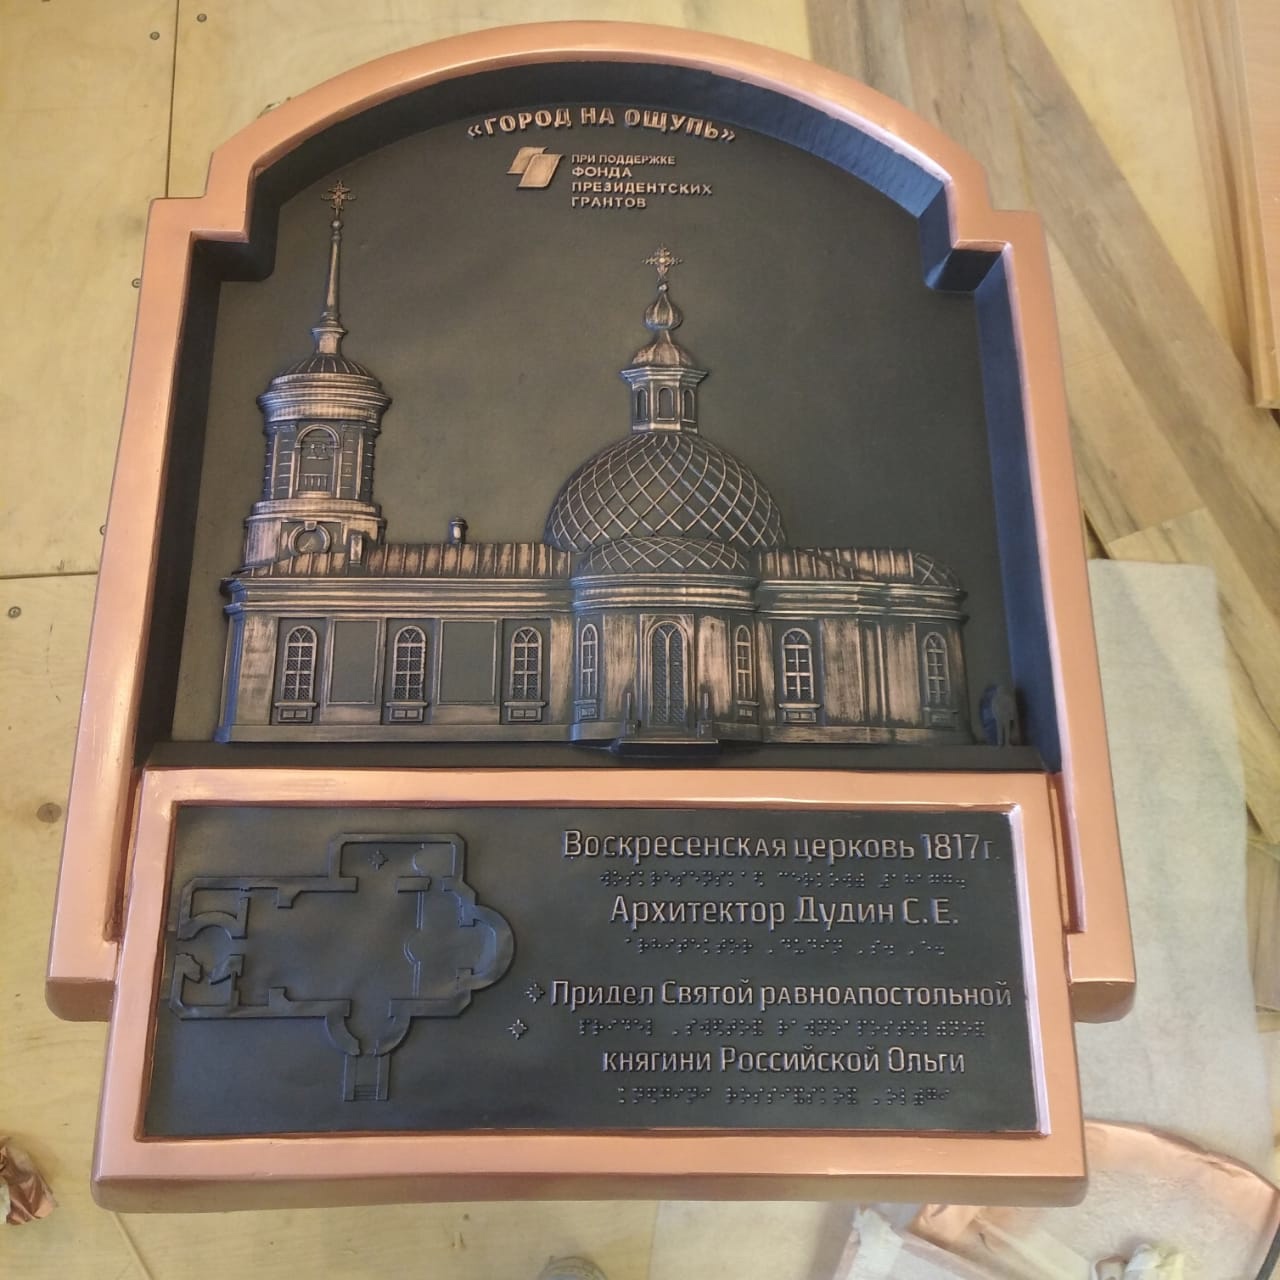 «ГОРОД НА ОЩУПЬ»
ПРИ ПОДДЕРЖКЕ
ФОНДА
ПРЕЗИДЕНТСКИХ
ГРАНТОВ
Воскресенская церковь 1817г.
Архитектор Дудин С.Е.
Придел Святой равноапостольной
княгини Российской Ольги